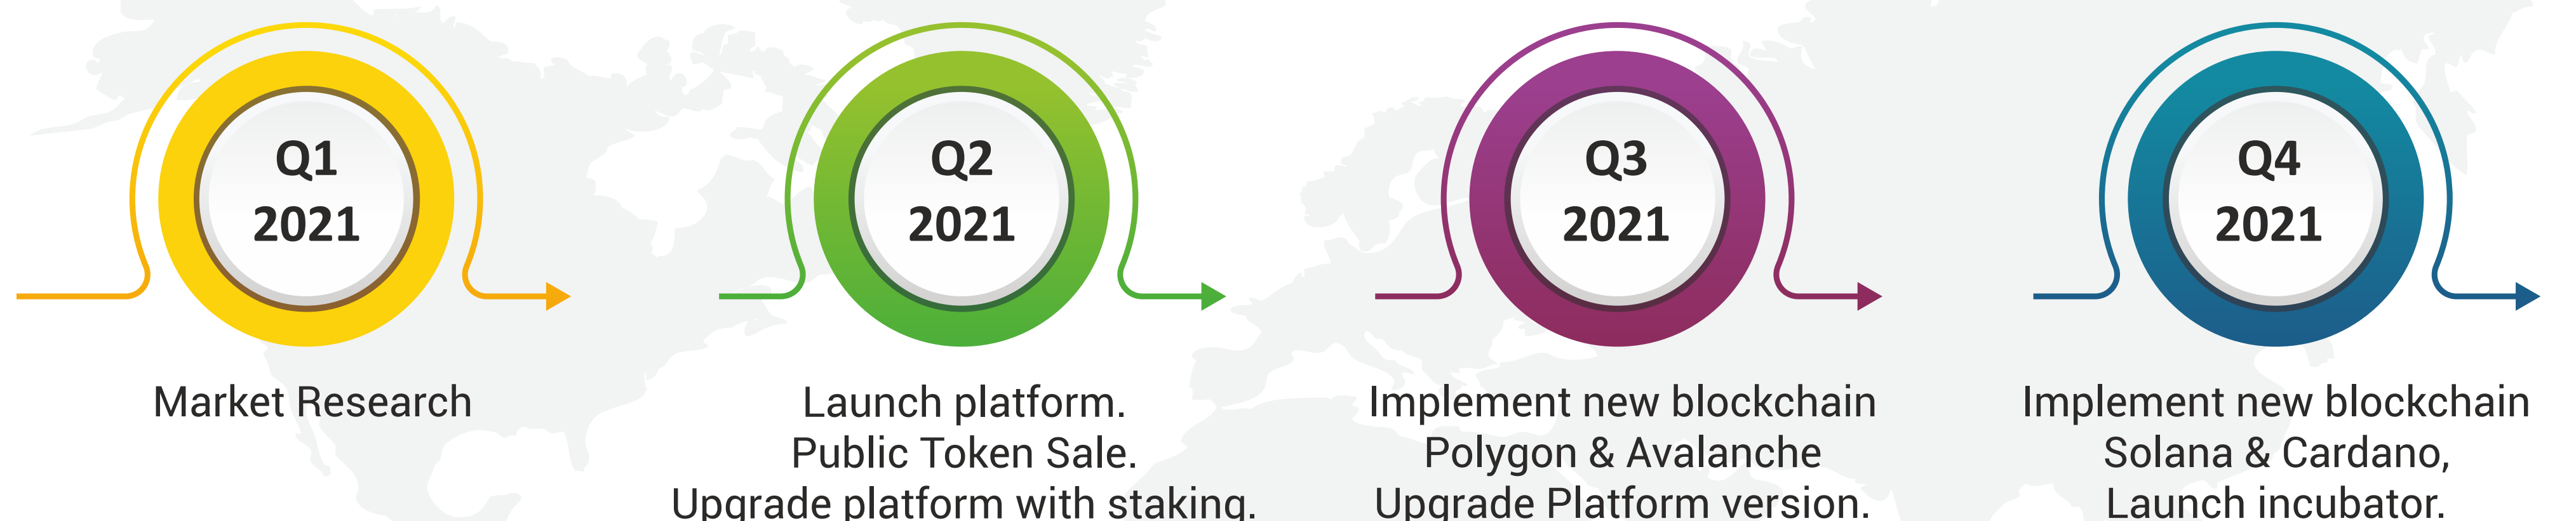 Q1
2021
Market Research
Q2
2021
Launch platform.
Public Token Sale.
Upgrade platform with staking.
Q3
2021
Implement new blockchain
Polygon & Avalanche
Upgrade Platform version.
Q4
2021
Implement new blockchain
Solana & Cardano,
Launch incubator.